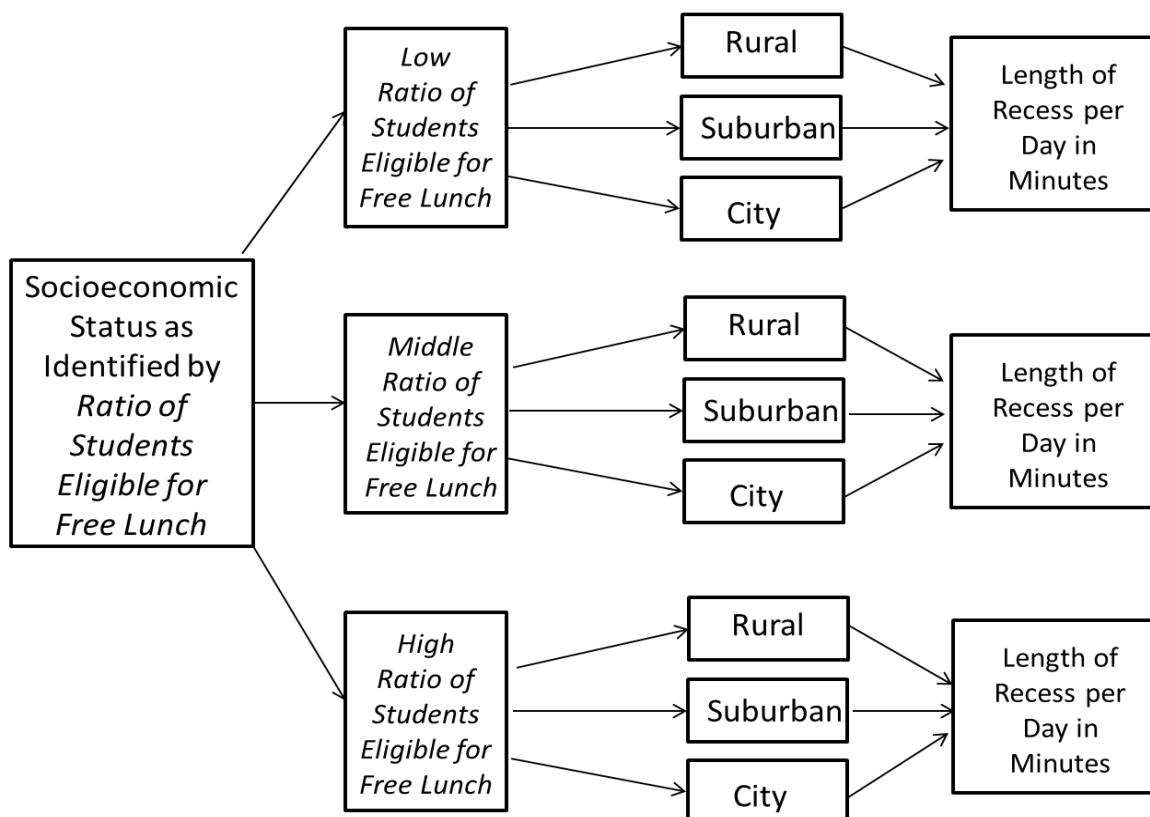 Socioeconomic
Status as
Identified by
Ratio of
Students
Eligible for
Free Lunch
Low
Ratio of
Students
Eligible for
Free Lunch
Rural
Suburban
City
Length of
Recess per
Day in
Minutes
Middle
Ratio of
Students
Eligible for
Free Lunch
Rural
Suburban
City
Length of
Recess per
Day in
Minutes
High
Ratio of
Students
Eligible for
Free Lunch
Rural
Suburban
City
Length of
Recess per
Day in
Minutes